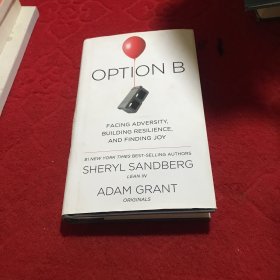 OPTION B
FACING ADVERSITY,
BUILDING RESILIENCE,
AND FINDING JOY
#1 NEW YORK TIMES BEST-SELLING AUTHORS
SHERYL SANDBERG
LEAN IN
ADAM GRANT
ORIGINALS